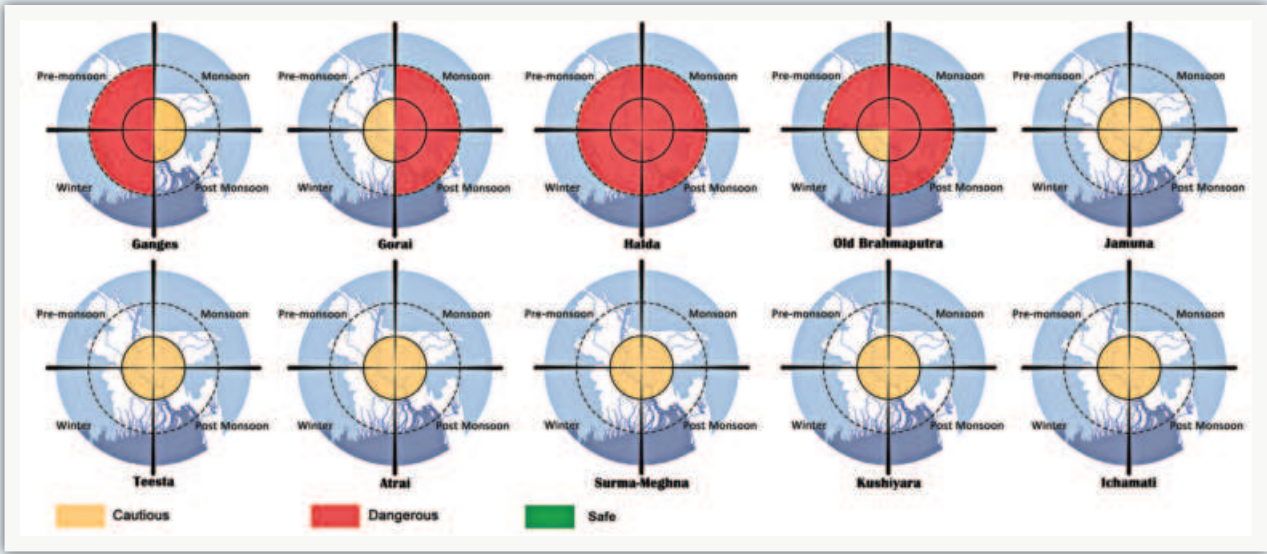 Pre-monsoon Monsoon Pre-monsoon Monsoon Pre-monsoon Monsoon Pre-monsoon Monsoon Pre-monsoon Monsoon
Winter Post Monsoon Winter Post Monsoon Winter Post Monsoon Winter Post Monsoon Winter Post Monsoon
Ganges Gorai Halda Old Brahmaputra Jamuna
Pre-monsoon Monsoon Pre-monsoon Monsoon Pre-monsoon Monsoon Pre-monsoon Monsoon Pre-monsoon Monsoon
Winter Post Monsoon Winter Post Monsoon Winter Post Monsoon Winter Post Monsoon Winter Post Monsoon
Teesta Atrai Surma-Meghna Kushiyara Ichamati
Cautious Dangerous Safe